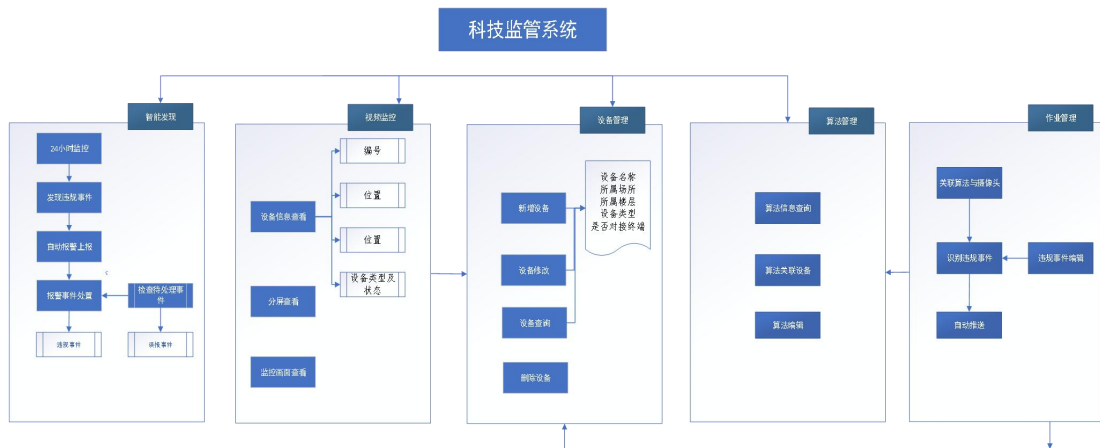 科技监管系统
智能发现
视频监控
设备管理
算法管理
作业管理
24小时监控
发现违规事件
自动报警上报
c
报警事件处置
检查待处理事
件
违规事件
误报事件
设备信息查看
分屏查看
监控画面查看
编号
位置
位置
设备类型及
状态
新增设备
设备修改
设备查询
删除设备
设备名称
所属场所
所属楼层
设备类型
是否对接终端
算法信息查询
算法关联设备
算法编辑
关联算法与摄像头
识别违规事件
违规事件编辑
自动推送